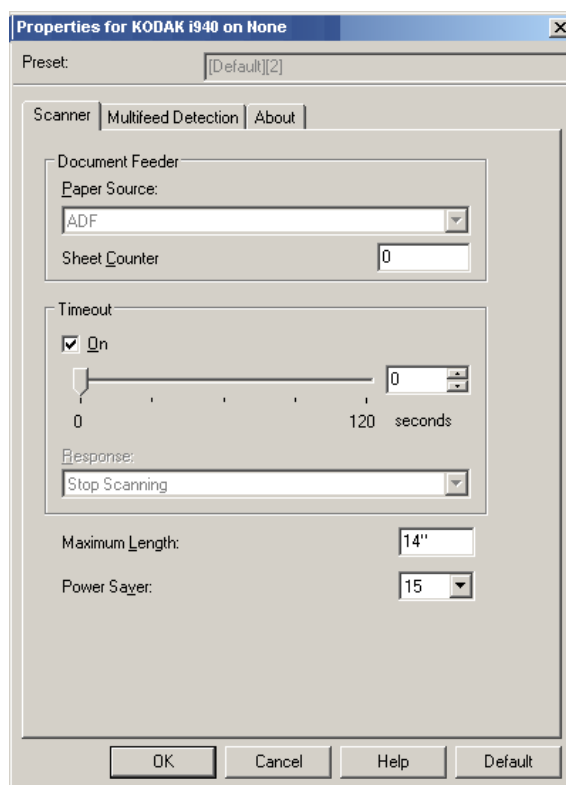 Properties for KODAK i940 on None
Preset: [Default][2]
Scanner Multifeed Detection About
Document Feeder
Paper Source:
ADF
Sheet Counter 0
Timeout
On
0
0 120 seconds
Response:
Stop Scanning
Maximum Length: 14"
Power Saver: 15
OK Cancel Help Default